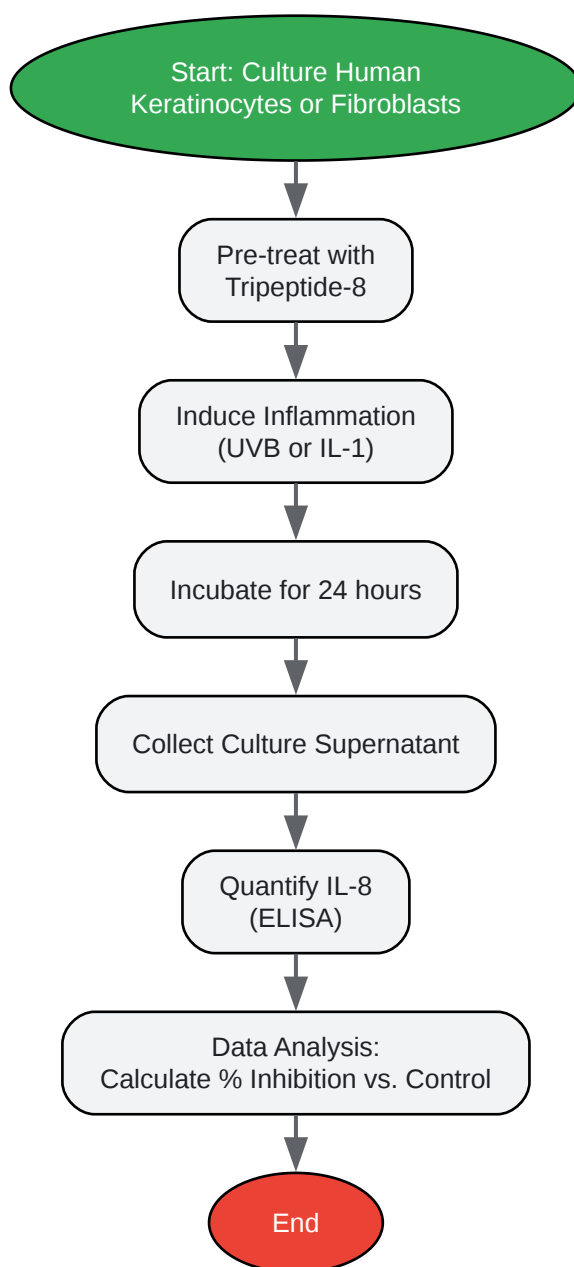 Start: Culture Human
Keratinocytes or Fibroblasts
Pre-treat with
Tripeptide-8
Induce Inflammation
(UVB or IL-1)
Incubate for 24 hours
Collect Culture Supernatant
Quantify IL-8
(ELISA)
Data Analysis:
Calculate % Inhibition vs. Control
End